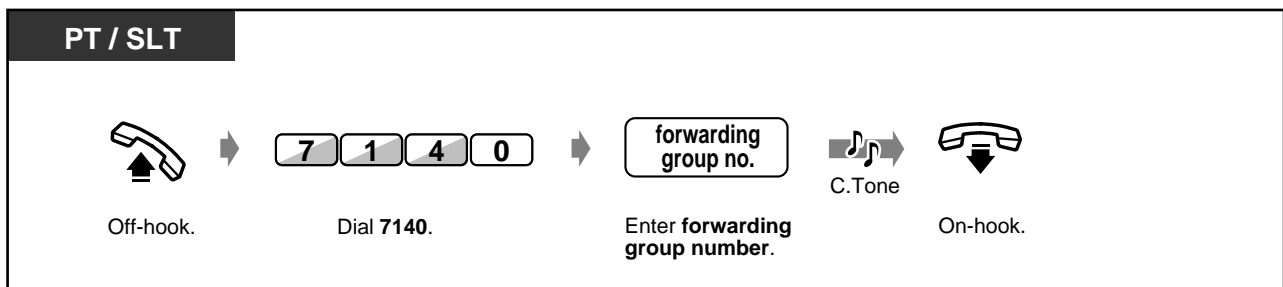 PT / SLT
7 1 4 0
forwarding
group no.
C.Tone
Off-hook.
Dial 7140.
Enter forwarding
group number.
On-hook.